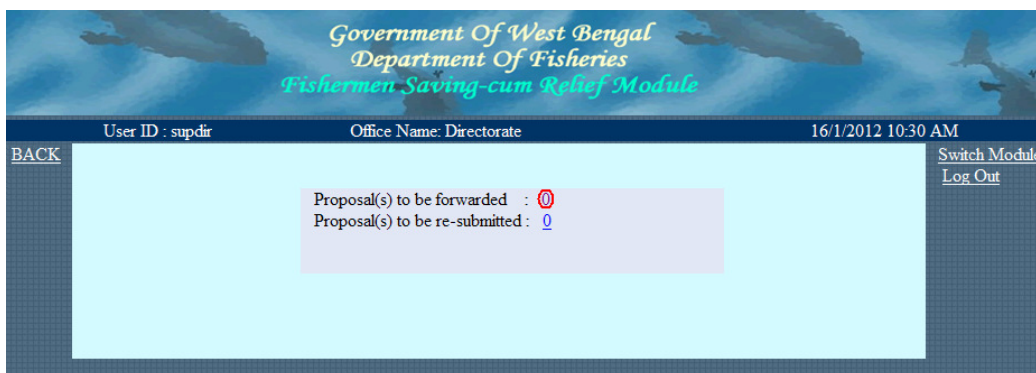 Government Of West Bengal
Department Of Fisheries
Fishermen Saving-cum Relief Module
User ID : supdir Office Name: Directorate 16/1/2012 10:30 AM
BACK Switch Module
Log Out
Proposal(s) to be forwarded : 0
Proposal(s) to be re-submitted : 0